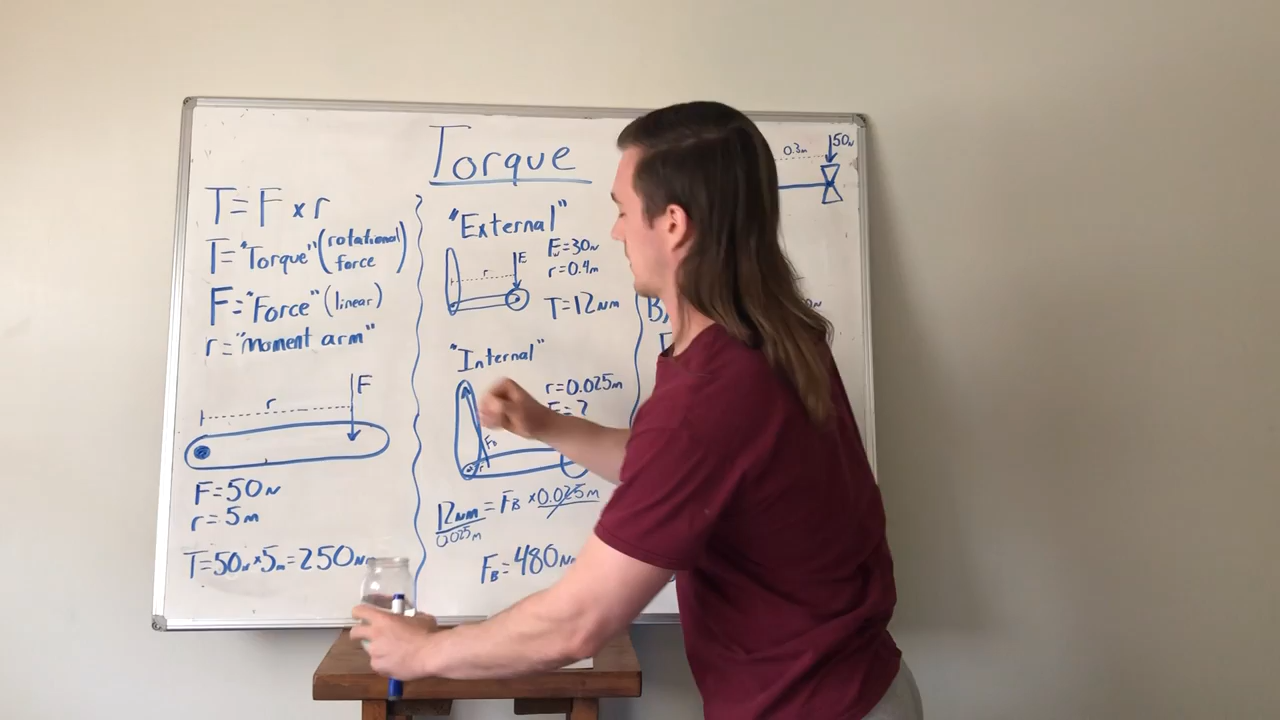 Torque
T=F×r
T="Torque" (rotational force)
F="Force" (linear)
r="moment arm"
r
F
F=50N
r=5m
T=50N×5m=250Nm
"External"
r
F
r=0.4m
T=12Nm
"Internal"
r=0.025m
F=?
r
12Nm = FB ×0.025m
0.025m
FB=480N
0.3m
50N